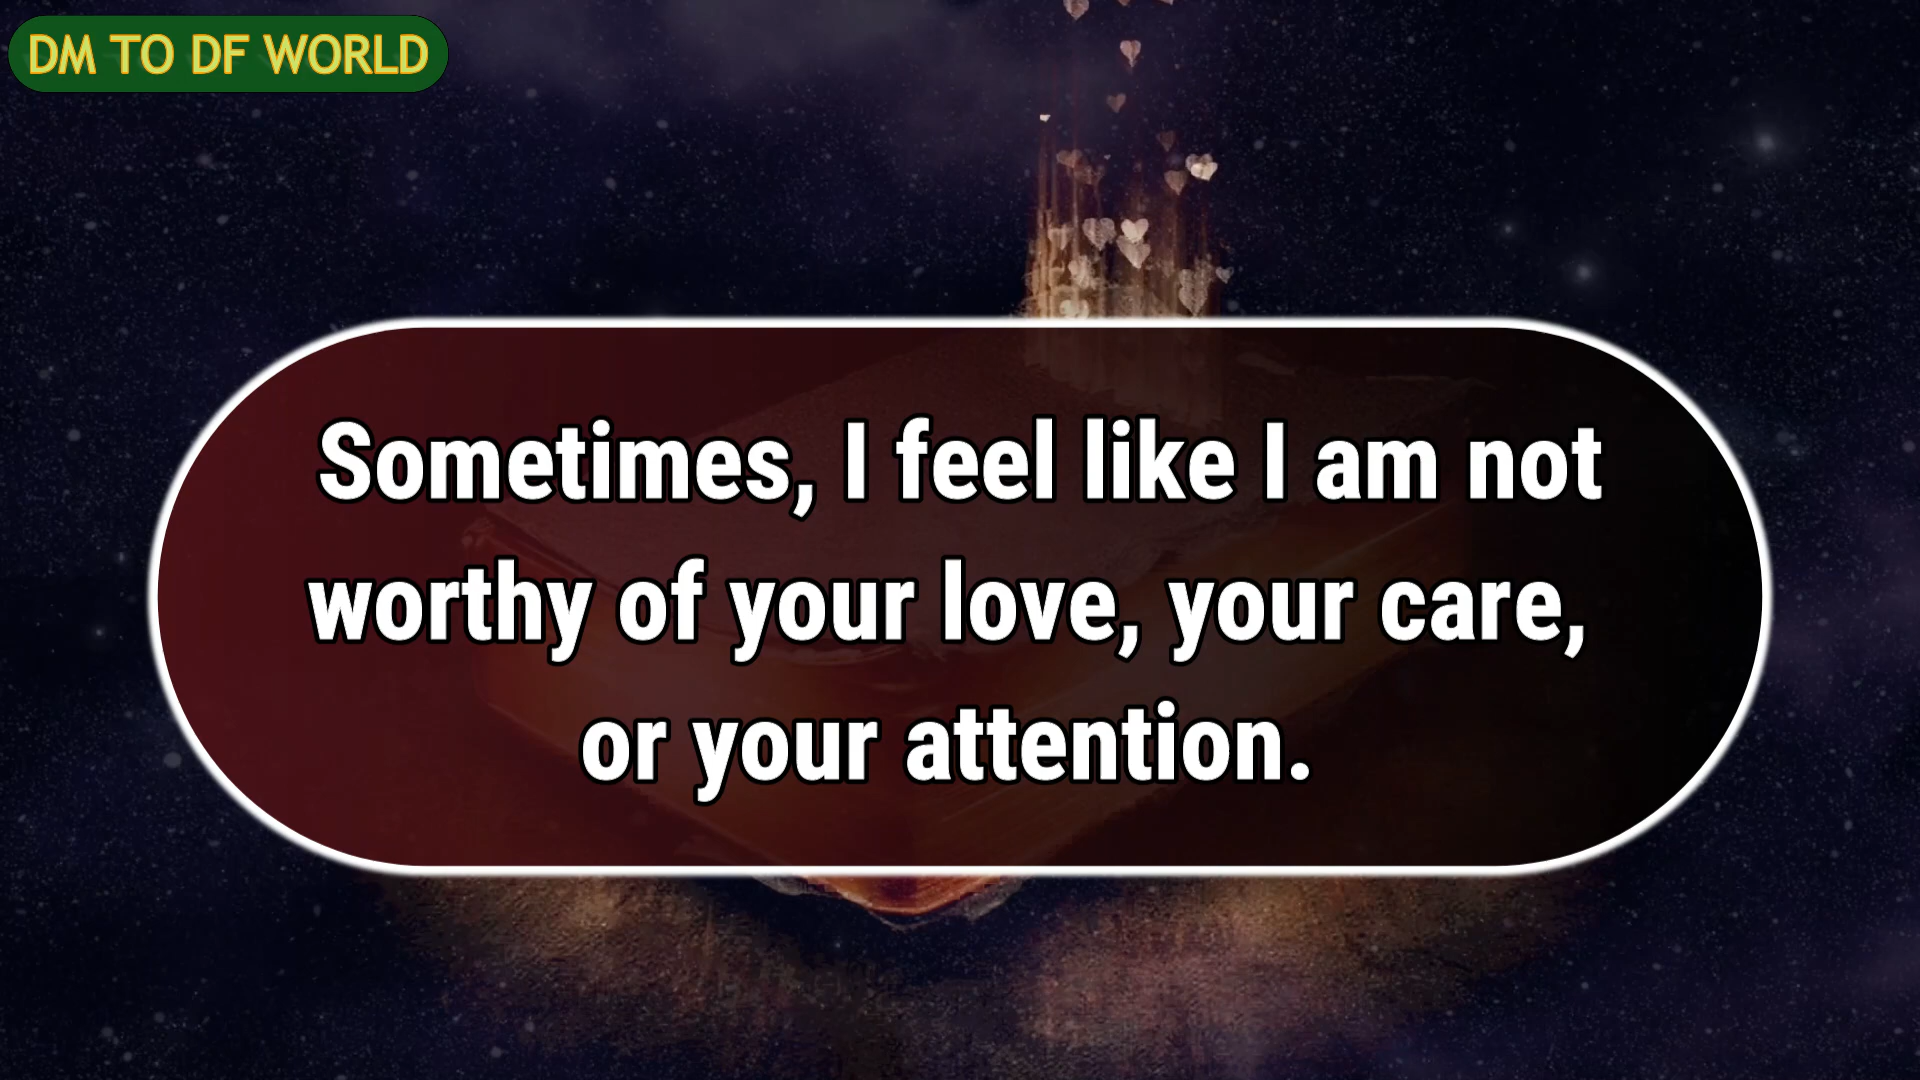 DM TO DF WORLD
Sometimes, I feel like I am not
worthy of your love, your care,
or your attention.